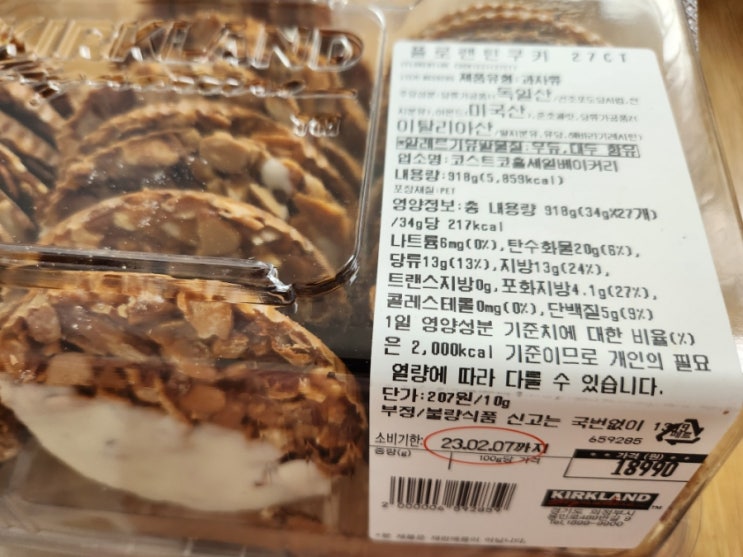 KIRKLAND
TM
플로렌틴쿠키 27CT
제품유형:과자류
독일산
미국산
이탈리아산
*알레르기유발물질:우유,대두 함유
업소명:코스트코홀세일베이커리
내용량:918g(5,859kcal)
포장재질:PET
영양정보:총 내용량 918g(34gX27개)
/34g당 217kcal
나트륨6mg(0%),탄수화물20g(6%),
당류13g(13%),지방13g(24%),
트랜스지방0g,포화지방4.1g(27%),
콜레스테롤0mg(0%),단백질5g(9%)
1일 영양성분 기준치에 대한 비율(%)
은 2,000kcal 기준이므로 개인의 필요
열량에 따라 다를 수 있습니다.
단가:207원/10g
부정/불량식품 신고는 국번없이 1399
659285
소비기한: 23.02.07까지
중량(g) 100g당 가격 가격(원)
18990
KIRKLAND